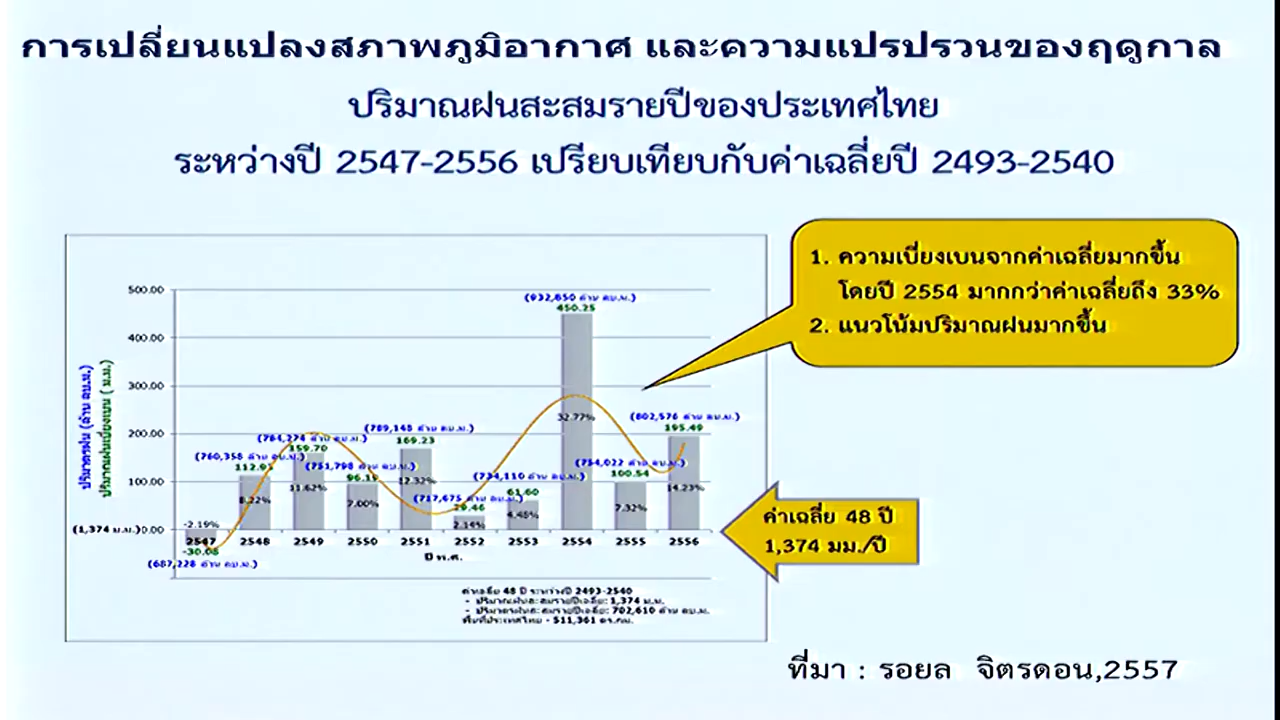 การเปลี่ยนแปลงสภาพภูมิอากาศ และความแปรปรวนของฤดูกาล
ปริมาณฝนสะสมรายปีของประเทศไทย
ระหว่างปี 2547-2556 เปรียบเทียบกับค่าเฉลี่ยปี 2493-2540
1. ความเบี่ยงเบนจากค่าเฉลี่ยมากขึ้น
โดยปี 2554 มากกว่าค่าเฉลี่ยถึง 33%
2. แนวโน้มปริมาณฝนมากขึ้น
500.00
400.00
300.00
200.00
100.00
(1,374 ม.ม.)0.00
ปริมาตรฝน (ล้าน ลบ.ม.)
ปริมาณฝนเบี่ยงเบน ( ม.ม.)
(687,228 ล้าน ลบ.ม.)
-30.08
-2.19%
(760,358 ล้าน ลบ.ม.)
112.93
8.22%
(784,274 ล้าน ลบ.ม.)
159.70
11.62%
(751,798 ล้าน ลบ.ม.)
96.19
7.00%
(789,148 ล้าน ลบ.ม.)
169.23
12.32%
(717,675 ล้าน ลบ.ม.)
29.46
2.14%
(734,110 ล้าน ลบ.ม.)
61.60
4.48%
(932,850 ล้าน ลบ.ม.)
450.25
32.77%
(754,022 ล้าน ลบ.ม.)
100.54
7.32%
(802,576 ล้าน ลบ.ม.)
195.49
14.23%
2547 2548 2549 2550 2551 2552 2553 2554 2555 2556
ปี พ.ศ.
ค่าเฉลี่ย 48 ปี
1,374 มม./ปี
ค่าเฉลี่ย 48 ปี ระหว่างปี 2493-2540
- ปริมาณฝนสะสมรายปีเฉลี่ย: 1,374 ม.ม.
- ปริมาตรฝนสะสมรายปีเฉลี่ย: 702,610 ล้าน ลบ.ม.
พื้นที่ประเทศไทย - 511,361 ตร.กม.
ที่มา : รอยล จิตรดอน,2557